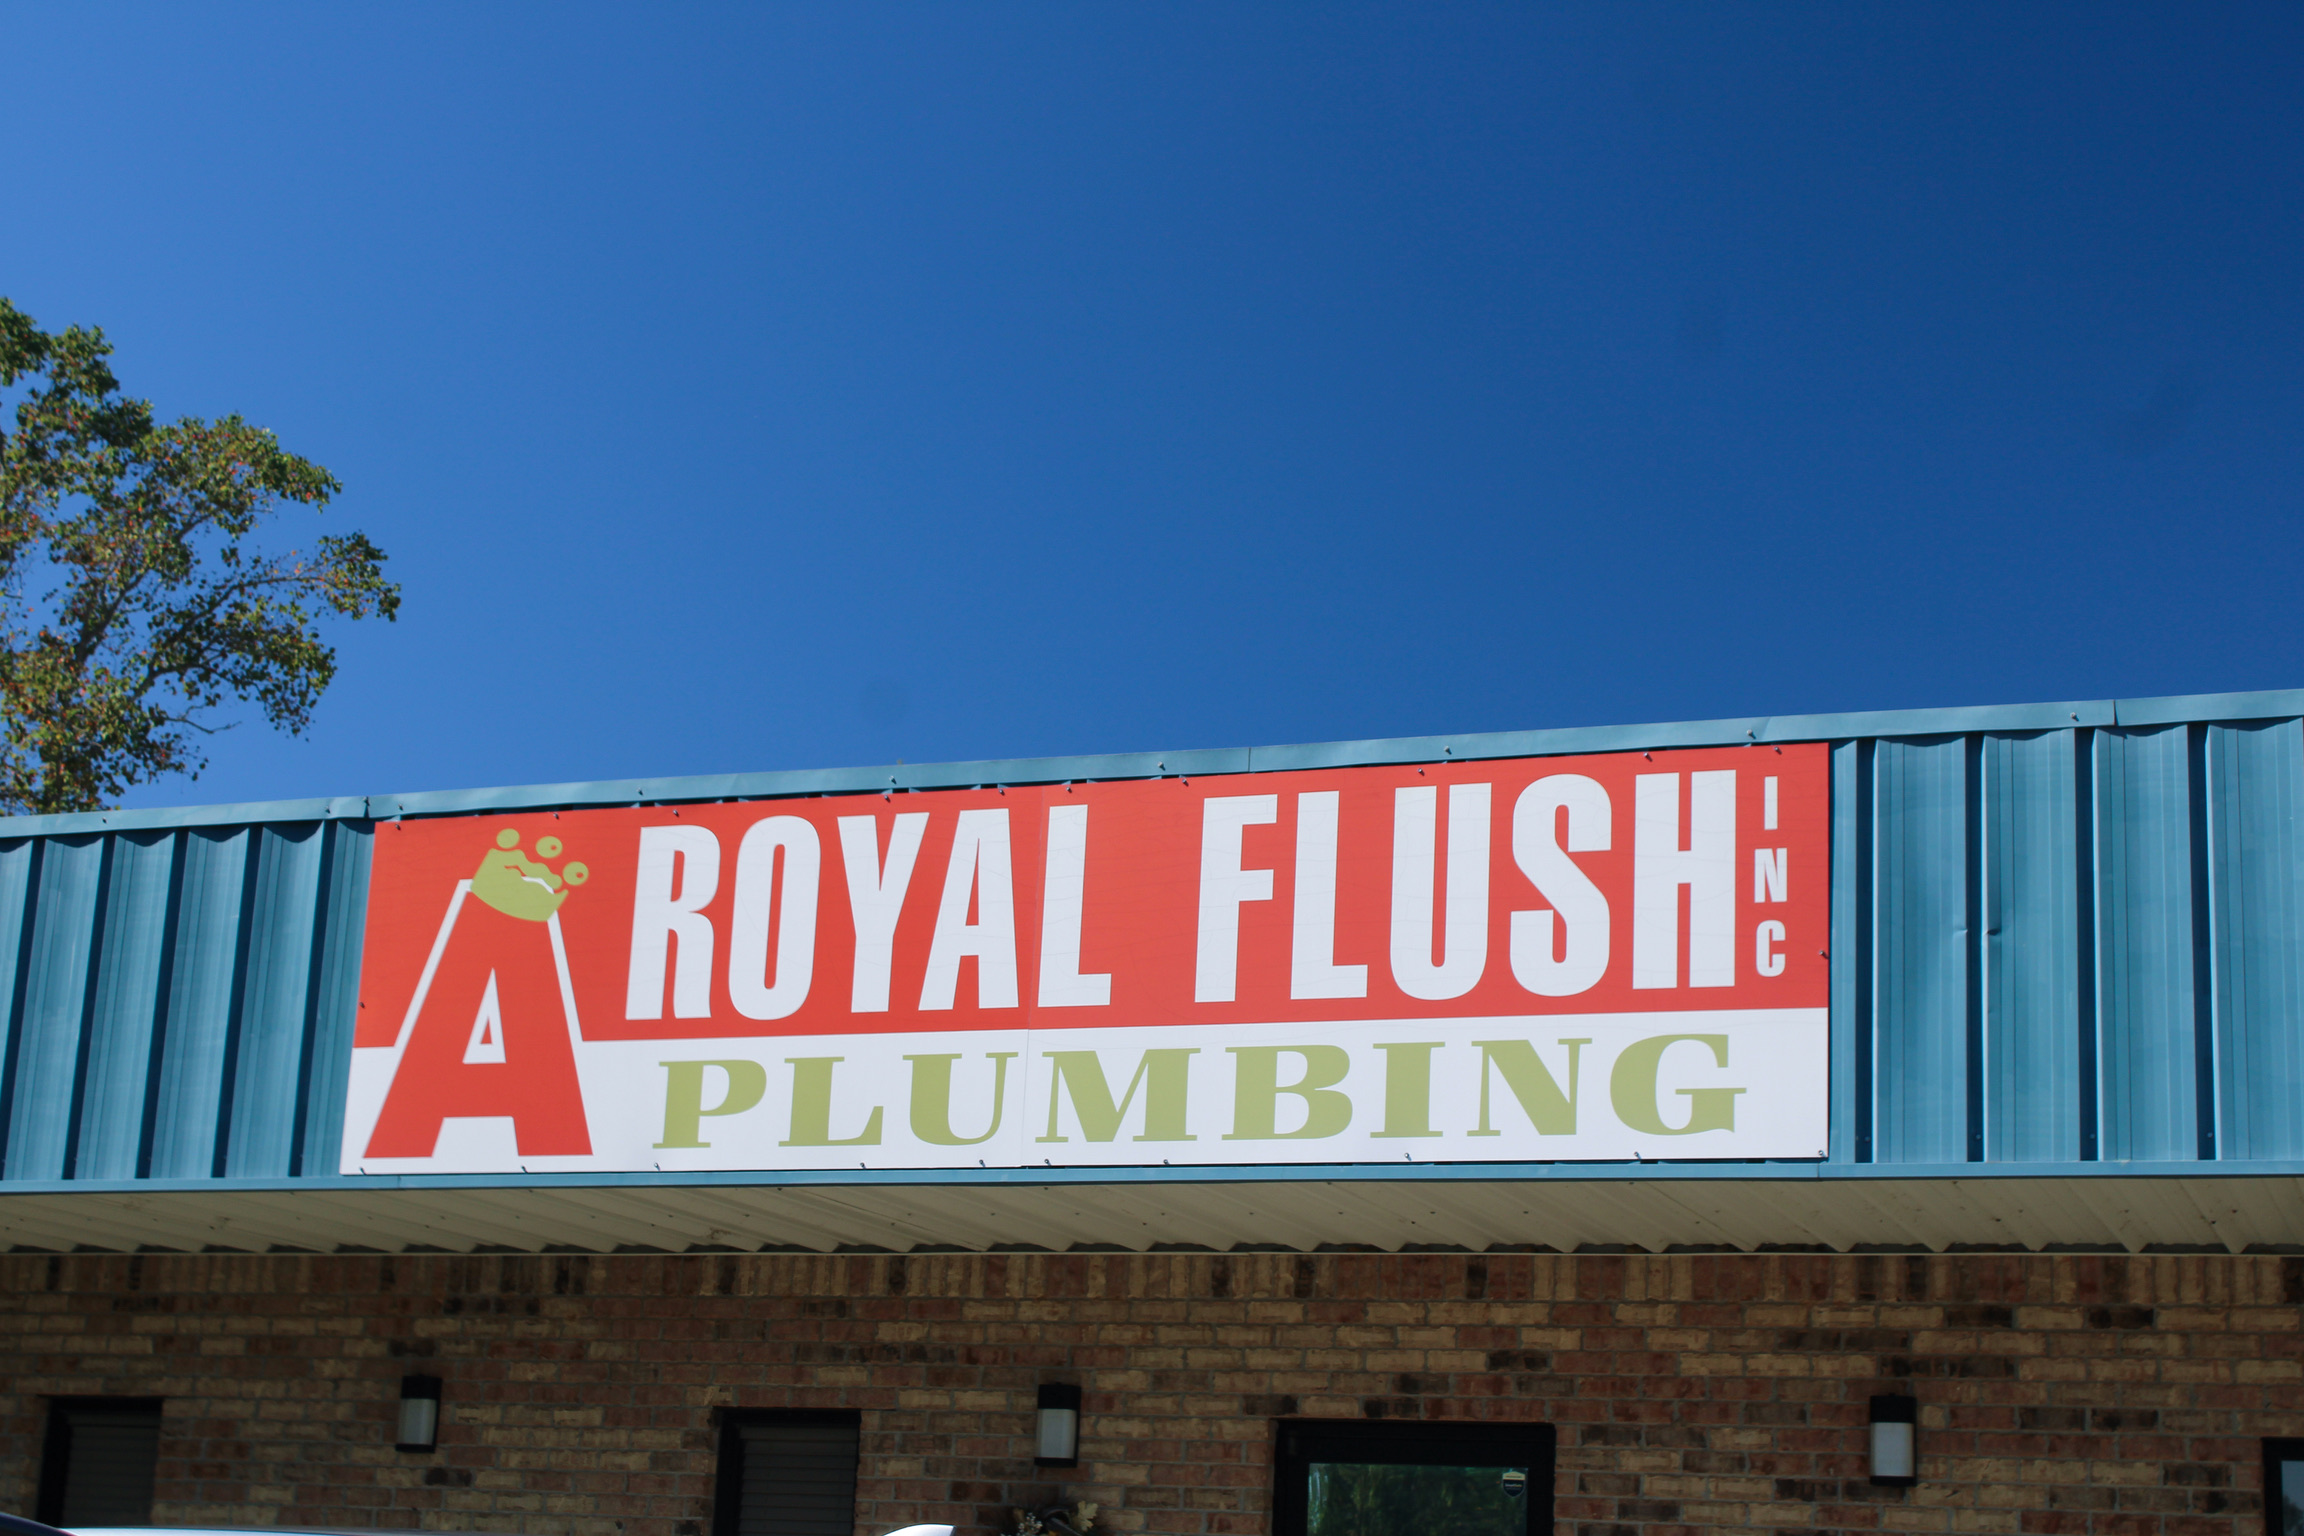 A ROYAL FLUSH INC
PLUMBING